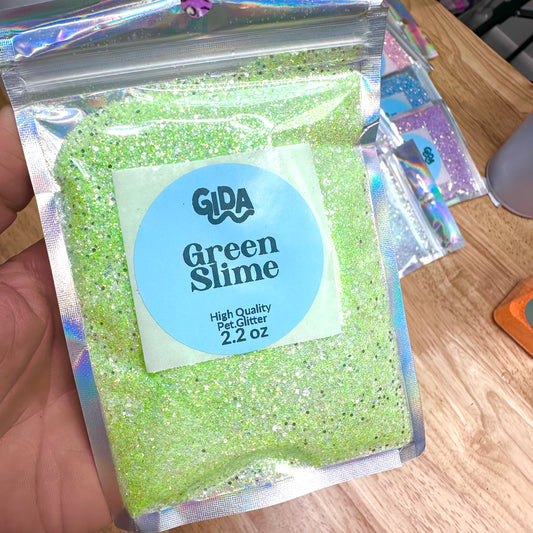 GIDA
Green
Slime
High Quality
Pet.Glitter
2.2 oz